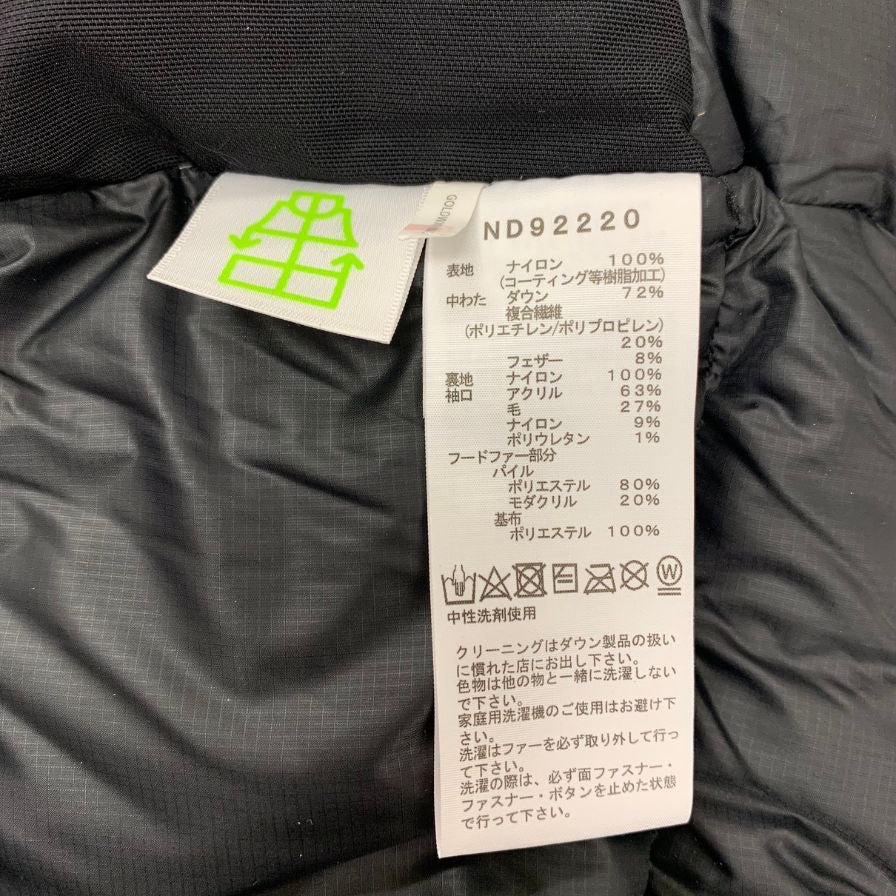 GOLDWIN
ND92220
表地 ナイロン 100%
(コーティング等樹脂加工)
中わた ダウン 72%
複合繊維
(ポリエチレン/ポリプロピレン)
20%
フェザー 8%
裏地 ナイロン 100%
袖口 アクリル 63%
毛 27%
ナイロン 9%
ポリウレタン 1%
フードファー部分
パイル
ポリエステル 80%
モダクリル 20%
基布
ポリエステル 100%
W
中性洗剤使用
クリーニングはダウン製品の扱い
に慣れた店にお出し下さい。
色物は他の物と一緒に洗濯しない
で下さい。
家庭用洗濯機のご使用はお避け下
さい。
洗濯はファーを必ず取り外して行っ
て下さい。
洗濯の際は、必ず面ファスナー・
ファスナー・ボタンを止めた状態
で行って下さい。